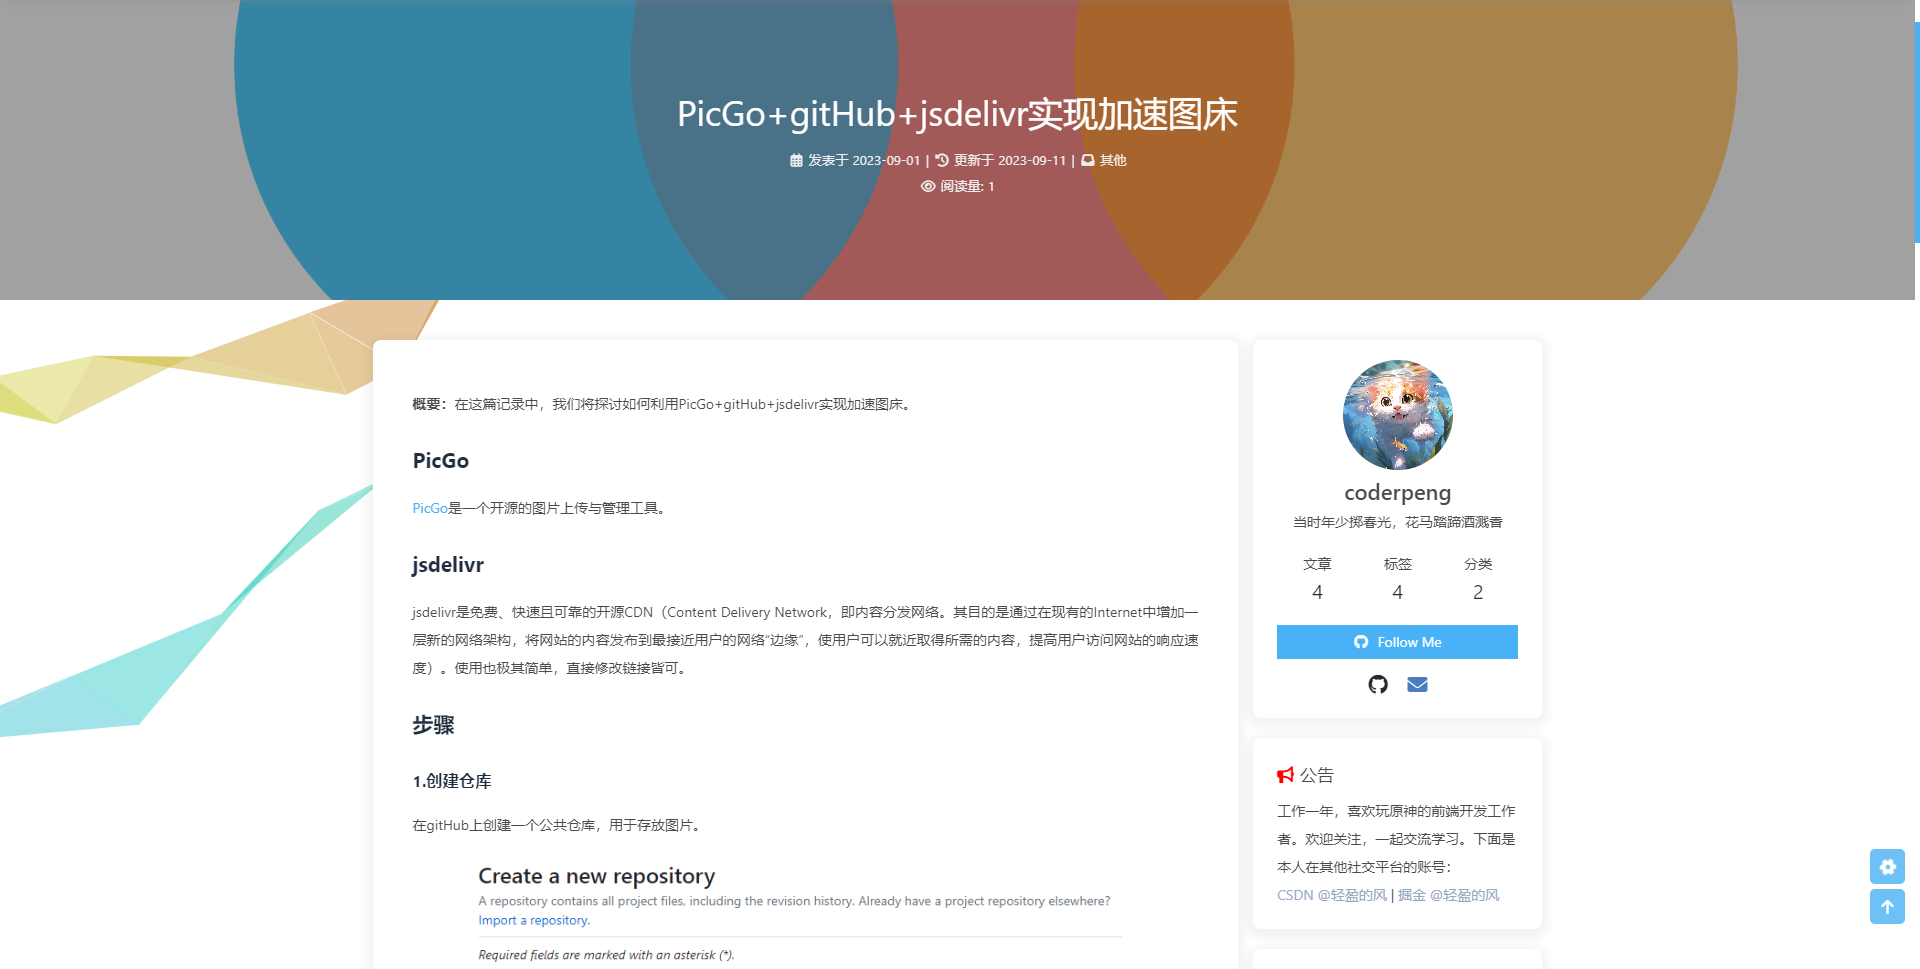 PicGo+gitHub+jsdelivr实现加速图床
发表于 2023-09-01 | 更新于 2023-09-11 | 其他
阅读量: 1
概要：在这篇记录中，我们将探讨如何利用PicGo+gitHub+jsdelivr实现加速图床。
PicGo
PicGo是一个开源的图片上传与管理工具。
jsdelivr
jsdelivr是免费、快速且可靠的开源CDN（Content Delivery Network，即内容分发网络。其目的是通过在现有的Internet中增加一
层新的网络架构，将网站的内容发布到最接近用户的网络“边缘”，使用户可以就近取得所需的内容，提高用户访问网站的响应速
度）。使用也极其简单，直接修改链接皆可。
步骤
1.创建仓库
在gitHub上创建一个公共仓库，用于存放图片。
Create a new repository
A repository contains all project files, including the revision history. Already have a project repository elsewhere?
Import a repository.
Required fields are marked with an asterisk (*).
coderpeng
当时年少掷春光，花马踏蹄酒溅香
文章 标签 分类
4 4 2
Follow Me
公告
工作一年，喜欢玩原神的前端开发工作
者。欢迎关注，一起交流学习。下面是
本人在其他社交平台的账号：
CSDN @轻盈的风 | 掘金 @轻盈的风